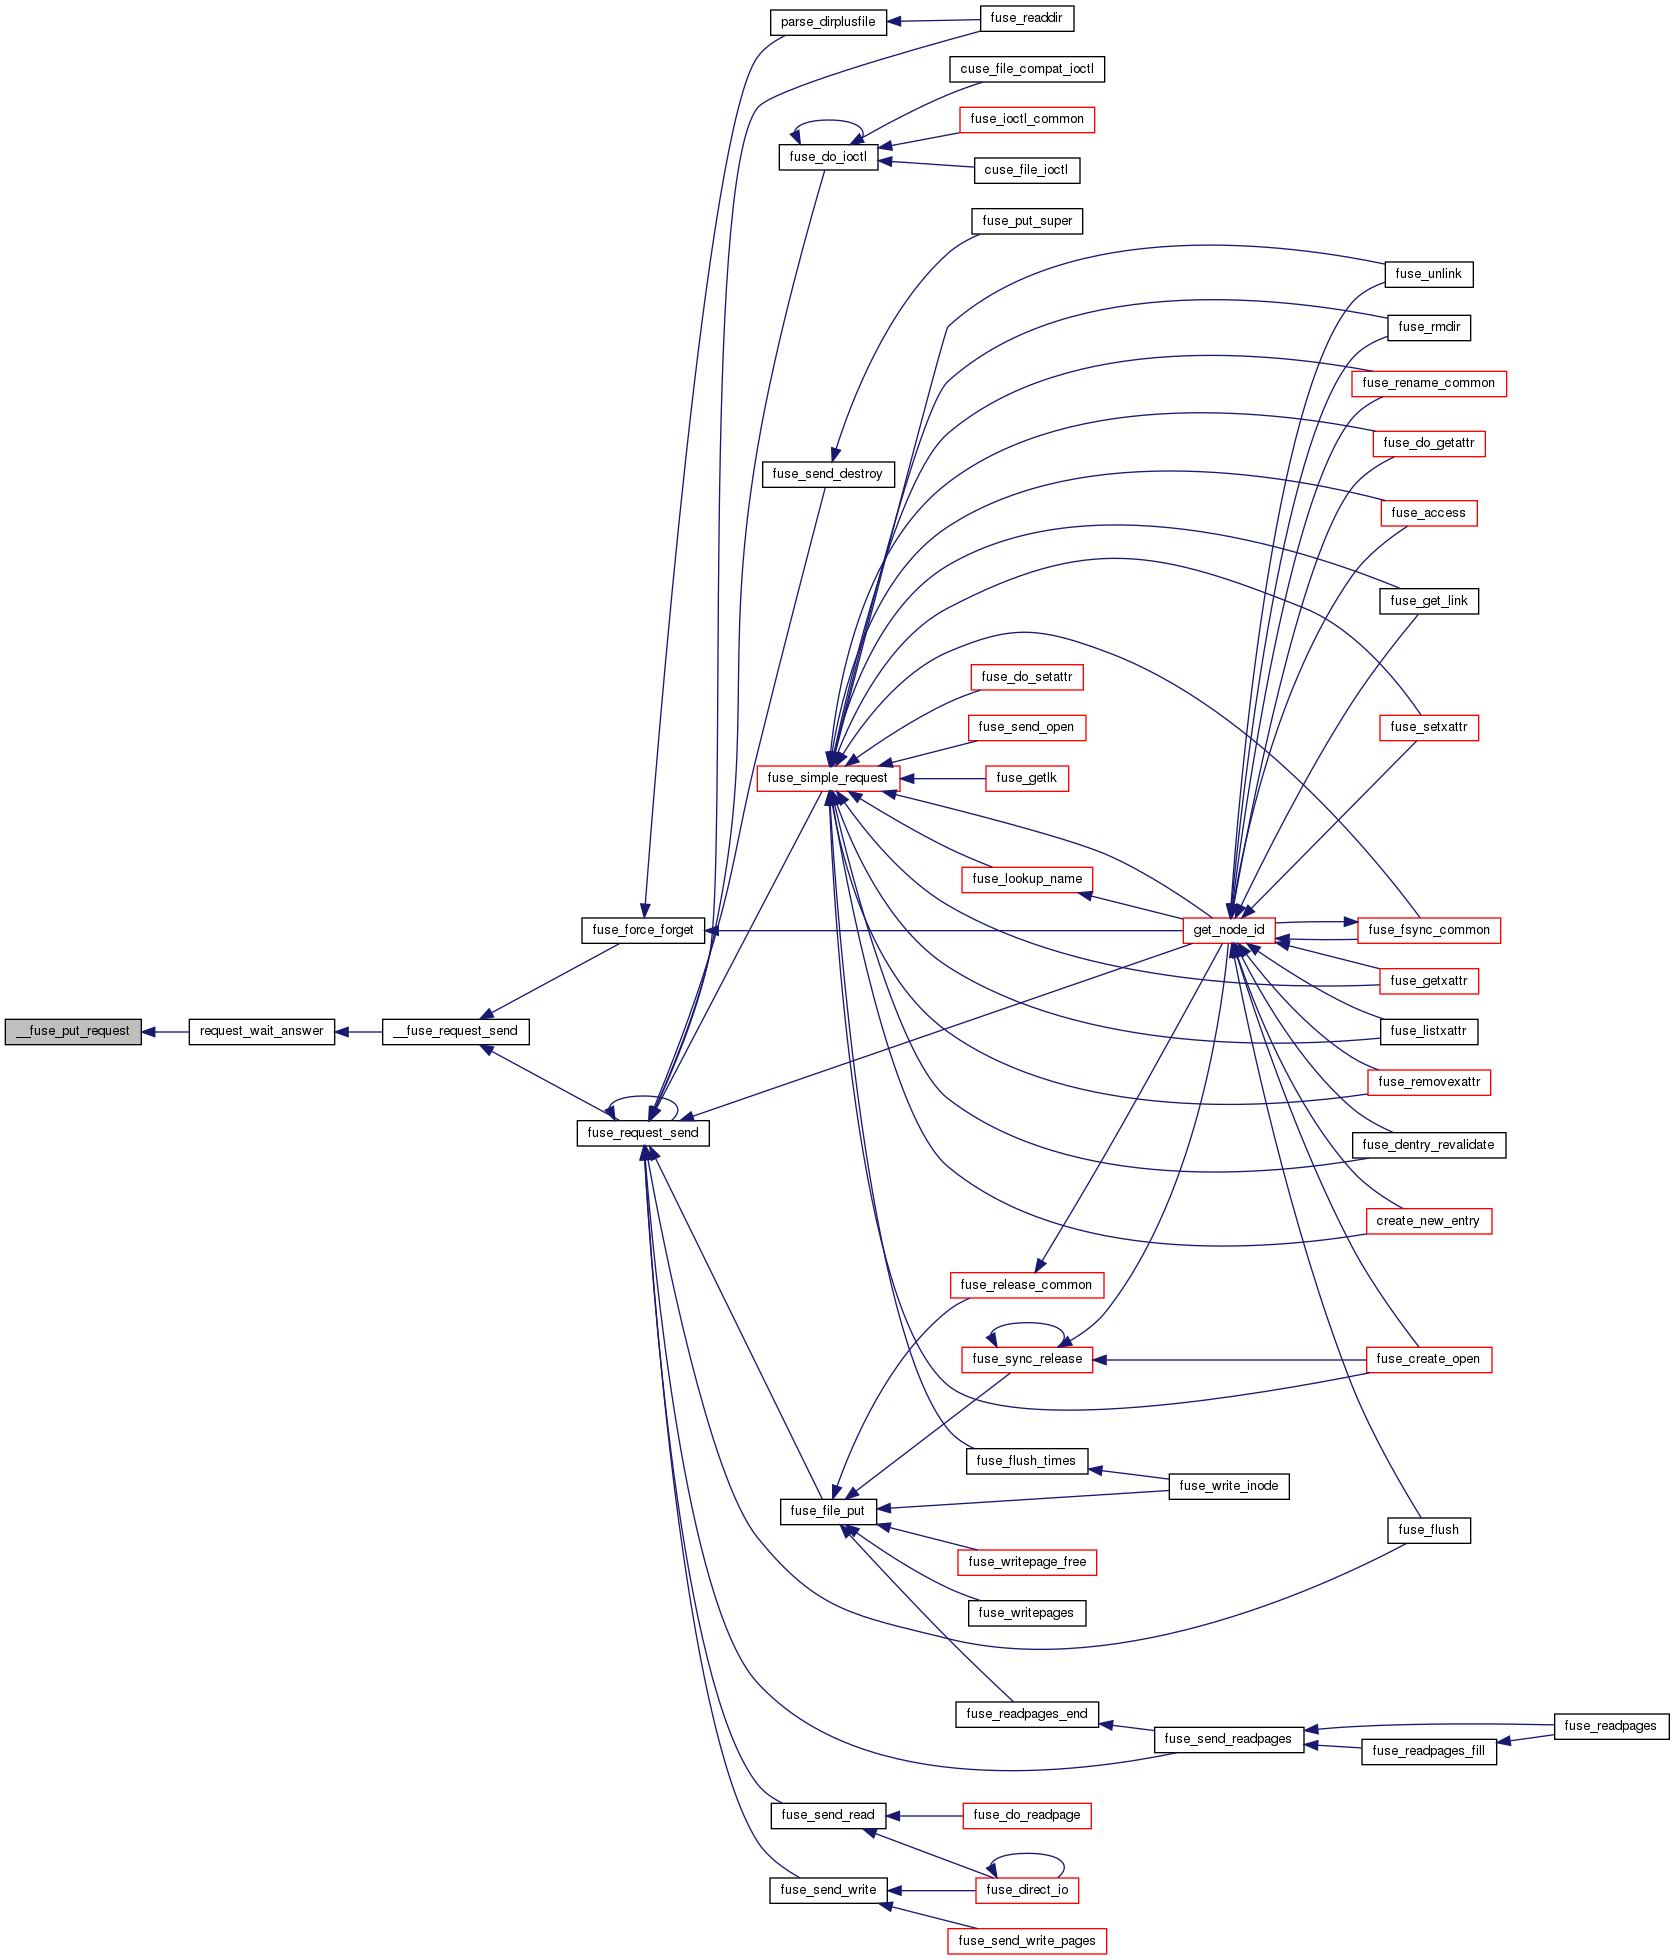 parse_dirplusfile
fuse_readdir
cuse_file_compat_ioctl
fuse_ioctl_common
fuse_do_ioctl
cuse_file_ioctl
fuse_put_super
fuse_unlink
fuse_rmdir
fuse_rename_common
fuse_do_getattr
fuse_send_destroy
fuse_access
fuse_get_link
fuse_do_setattr
fuse_send_open
fuse_setxattr
fuse_simple_request
fuse_getlk
fuse_lookup_name
fuse_force_forget
get_node_id
fuse_fsync_common
fuse_getxattr
__fuse_put_request
request_wait_answer
__fuse_request_send
fuse_listxattr
fuse_removexattr
fuse_request_send
fuse_dentry_revalidate
create_new_entry
fuse_release_common
fuse_sync_release
fuse_create_open
fuse_flush_times
fuse_write_inode
fuse_file_put
fuse_flush
fuse_writepage_free
fuse_writepages
fuse_readpages_end
fuse_send_readpages
fuse_readpages
fuse_readpages_fill
fuse_send_read
fuse_do_readpage
fuse_send_write
fuse_direct_io
fuse_send_write_pages